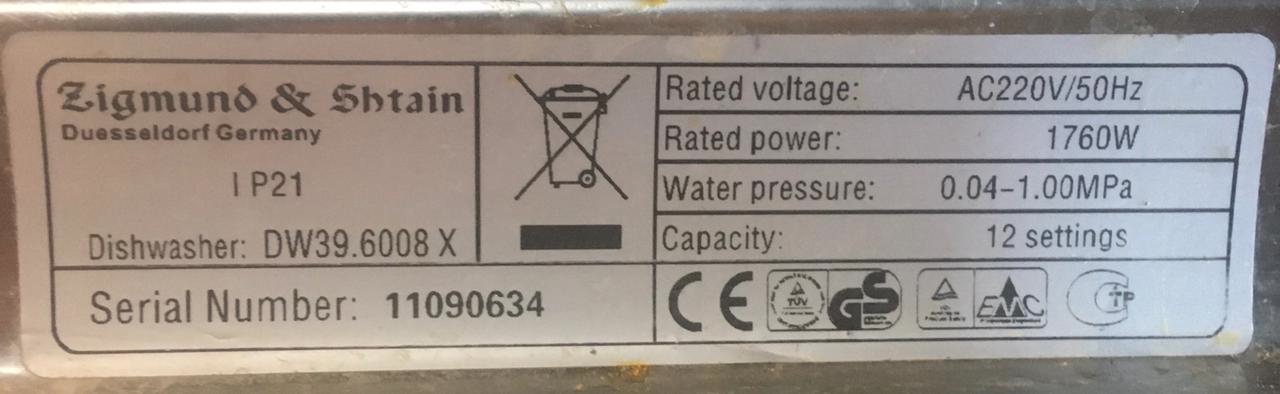 Zigmund & Shtain
Duesseldorf Germany
I P21
Dishwasher: DW39.6008 X
Serial Number: 11090634
Rated voltage: AC220V/50Hz
Rated power: 1760W
Water pressure: 0.04-1.00MPa
Capacity: 12 settings
CE
TÜV
GS
EMC